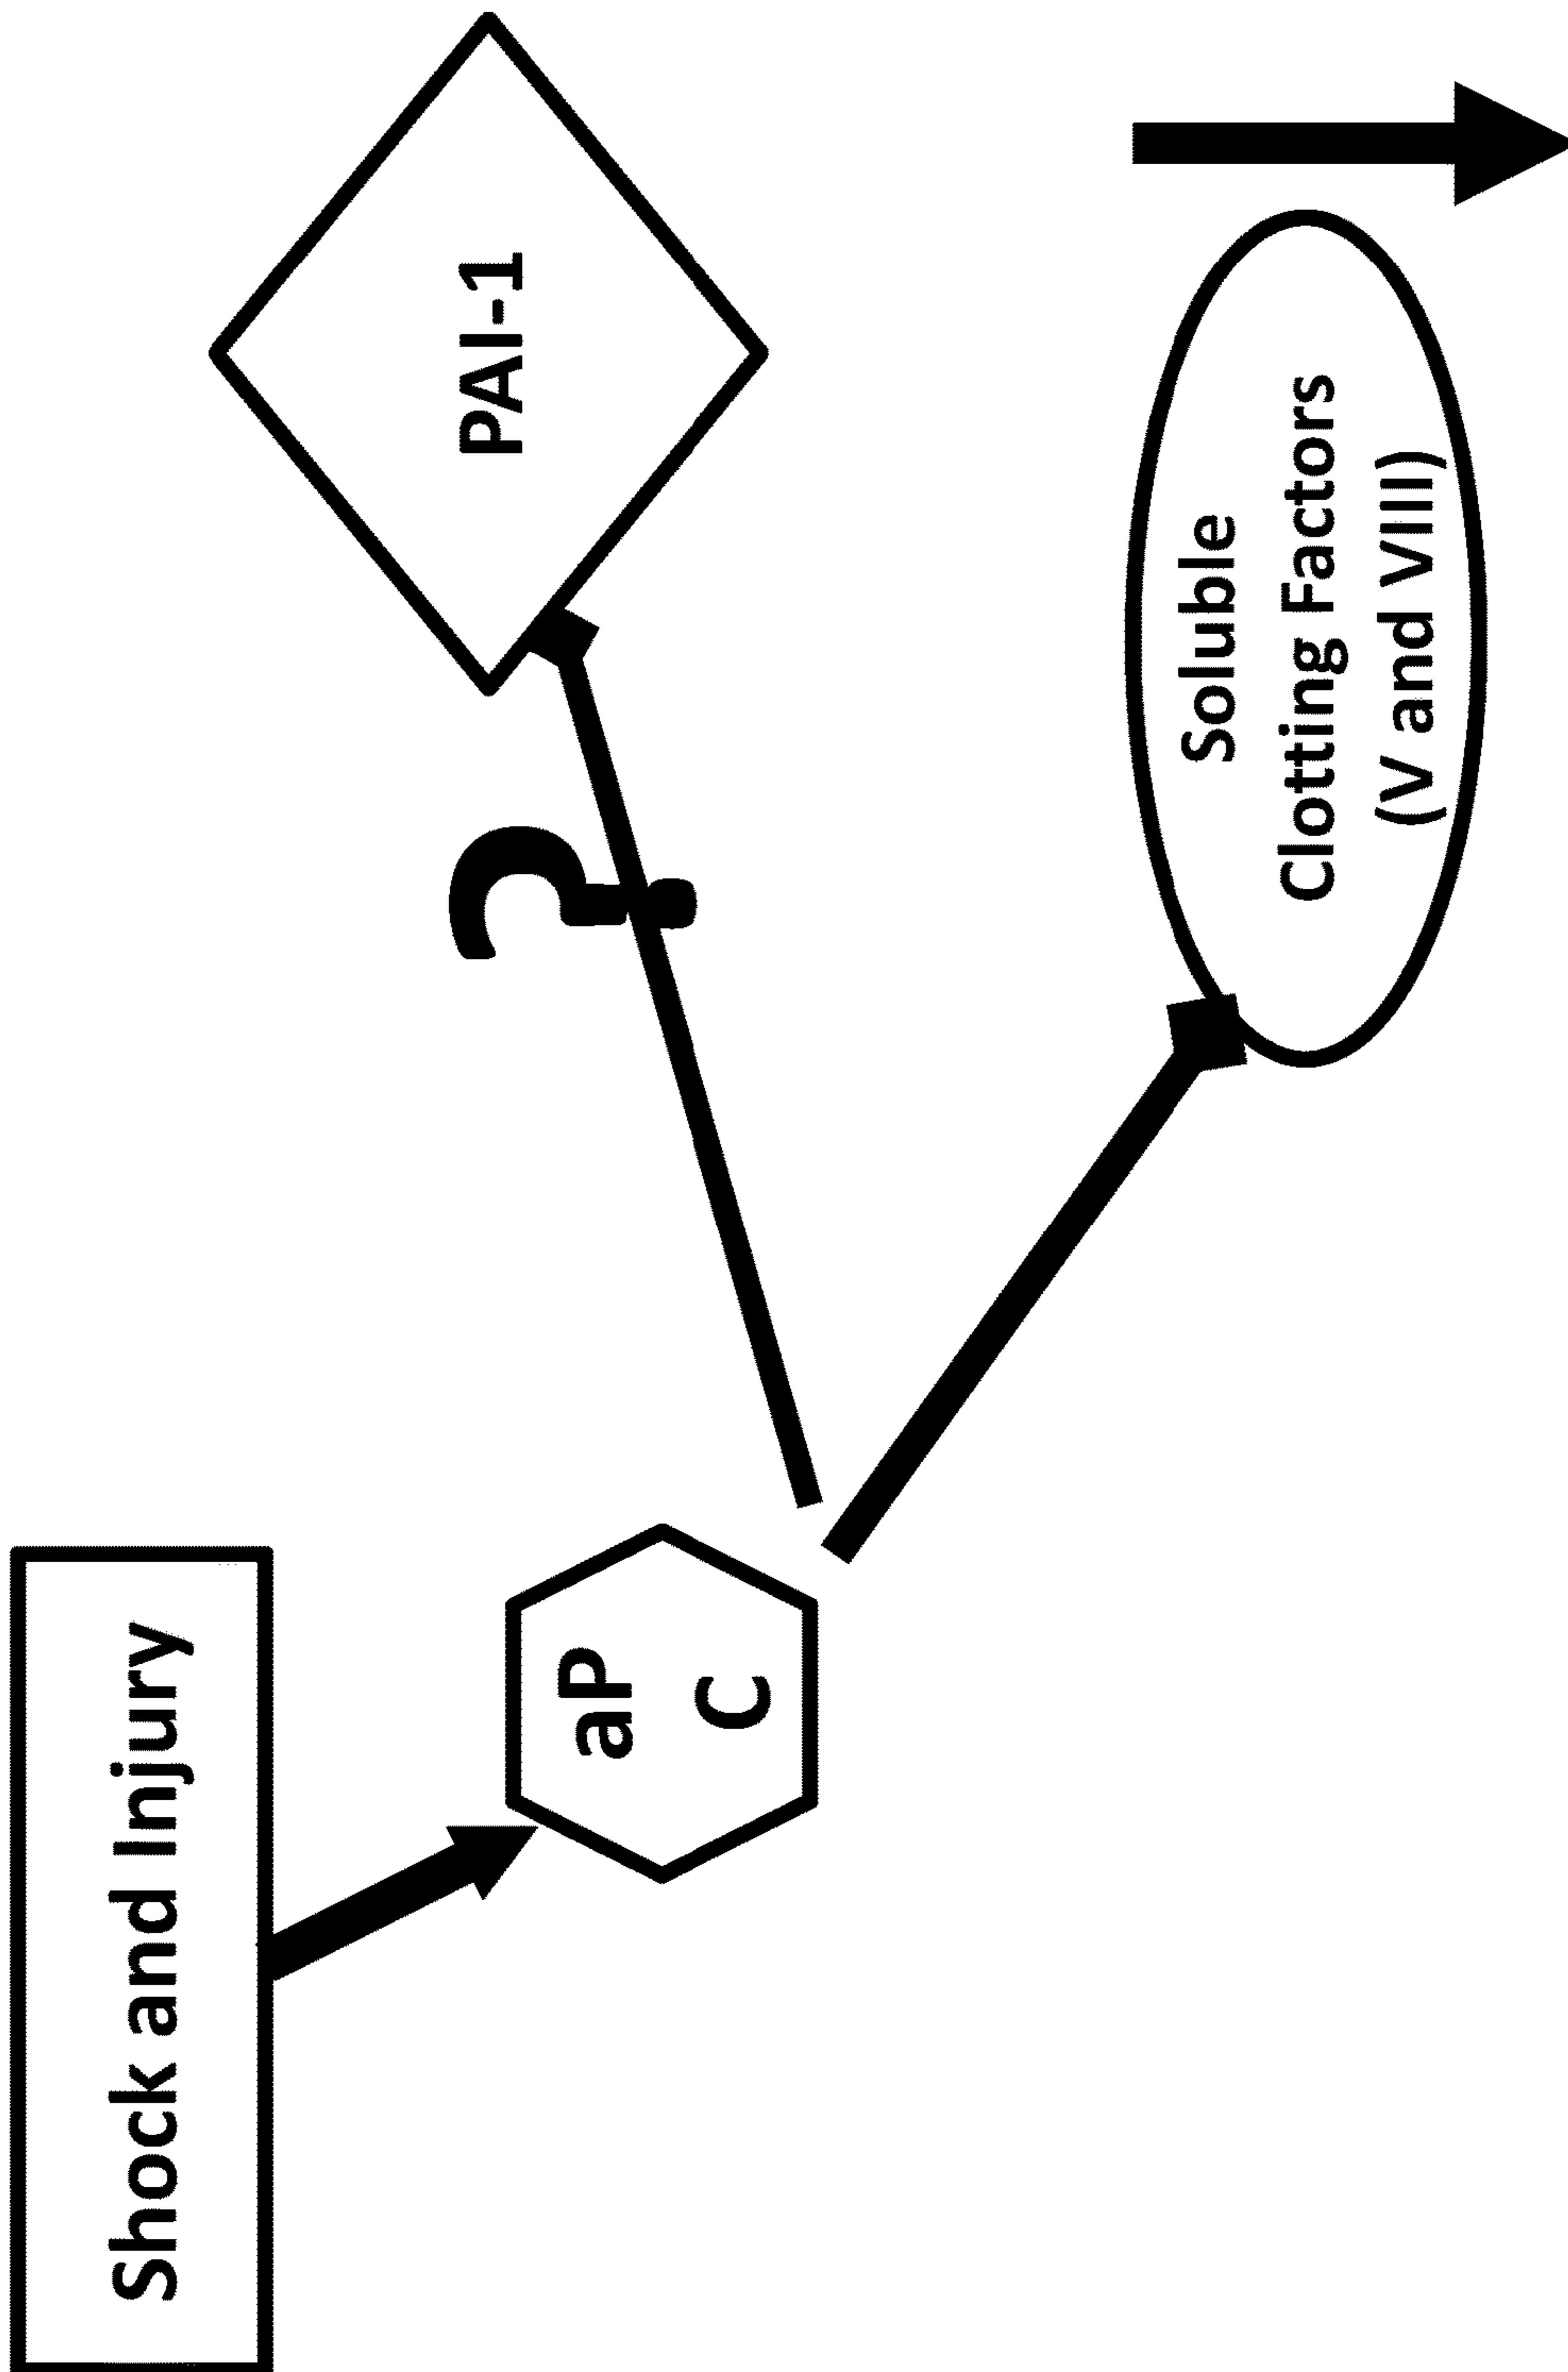 Shock and Injury
aP
C
?
PAI-1
Soluble
Clotting Factors
(V and VIII)